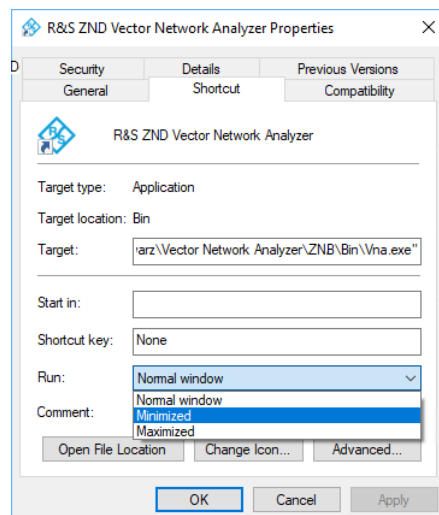 R&S ZND Vector Network Analyzer Properties
D
Security Details Previous Versions
General Shortcut Compatibility
R&S
R&S ZND Vector Network Analyzer
Target type: Application
Target location: Bin
Target: arz\Vector Network Analyzer\ZNB\Bin\Vna.exe"
Start in:
Shortcut key: None
Run: Normal window
Normal window
Comment: Minimized
Maximized
Open File Location Change Icon... Advanced...
OK Cancel Apply